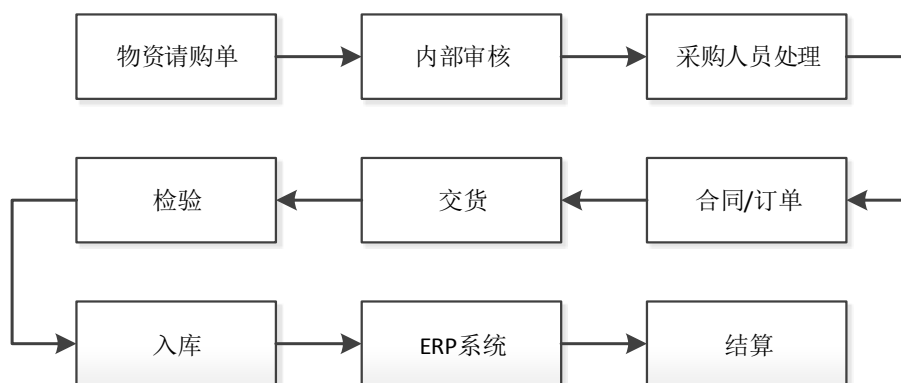 物资请购单
内部审核
采购人员处理
合同/订单
交货
检验
入库
ERP系统
结算